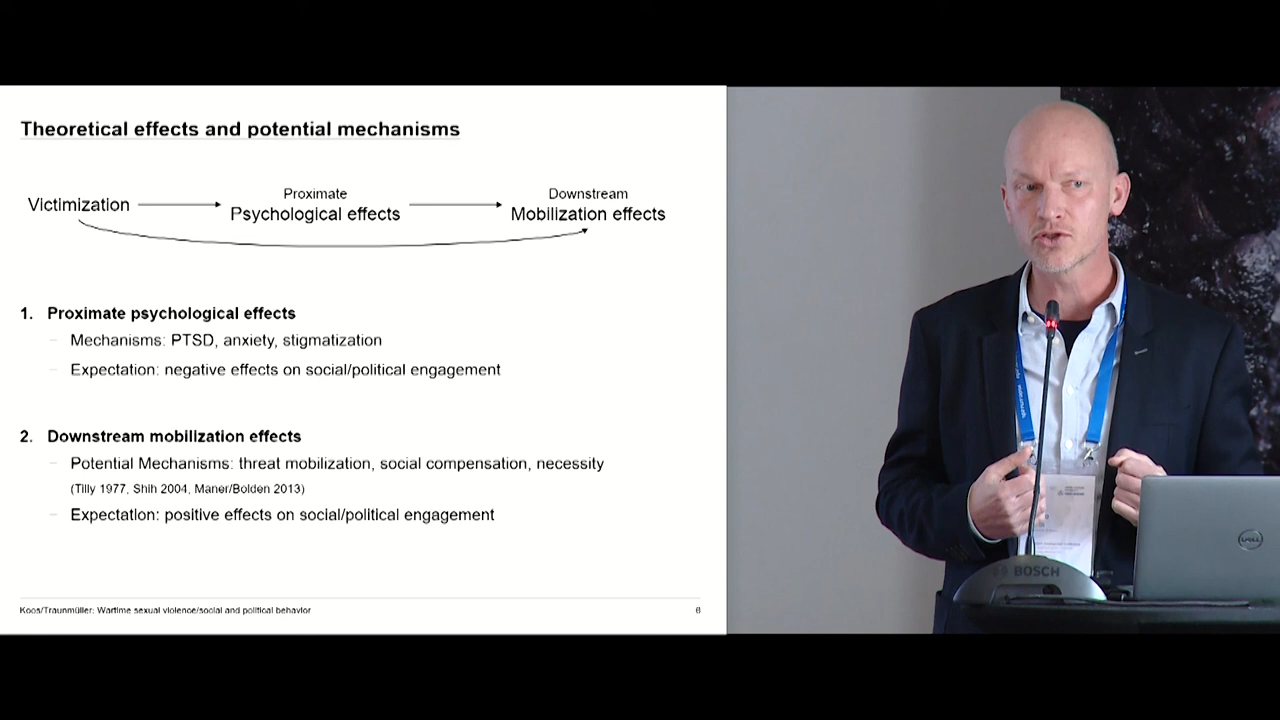 Theoretical effects and potential mechanisms
Proximate
Downstream
Victimization
Psychological effects
Mobilization effects
1. Proximate psychological effects
– Mechanisms: PTSD, anxiety, stigmatization
– Expectation: negative effects on social/political engagement
2. Downstream mobilization effects
– Potential Mechanisms: threat mobilization, social compensation, necessity
(Tilly 1977, Shih 2004, Maner/Bolden 2013)
– Expectation: positive effects on social/political engagement
Koos/Traunmüller: Wartime sexual violence/social and political behavior
6
BOSCH
DELL